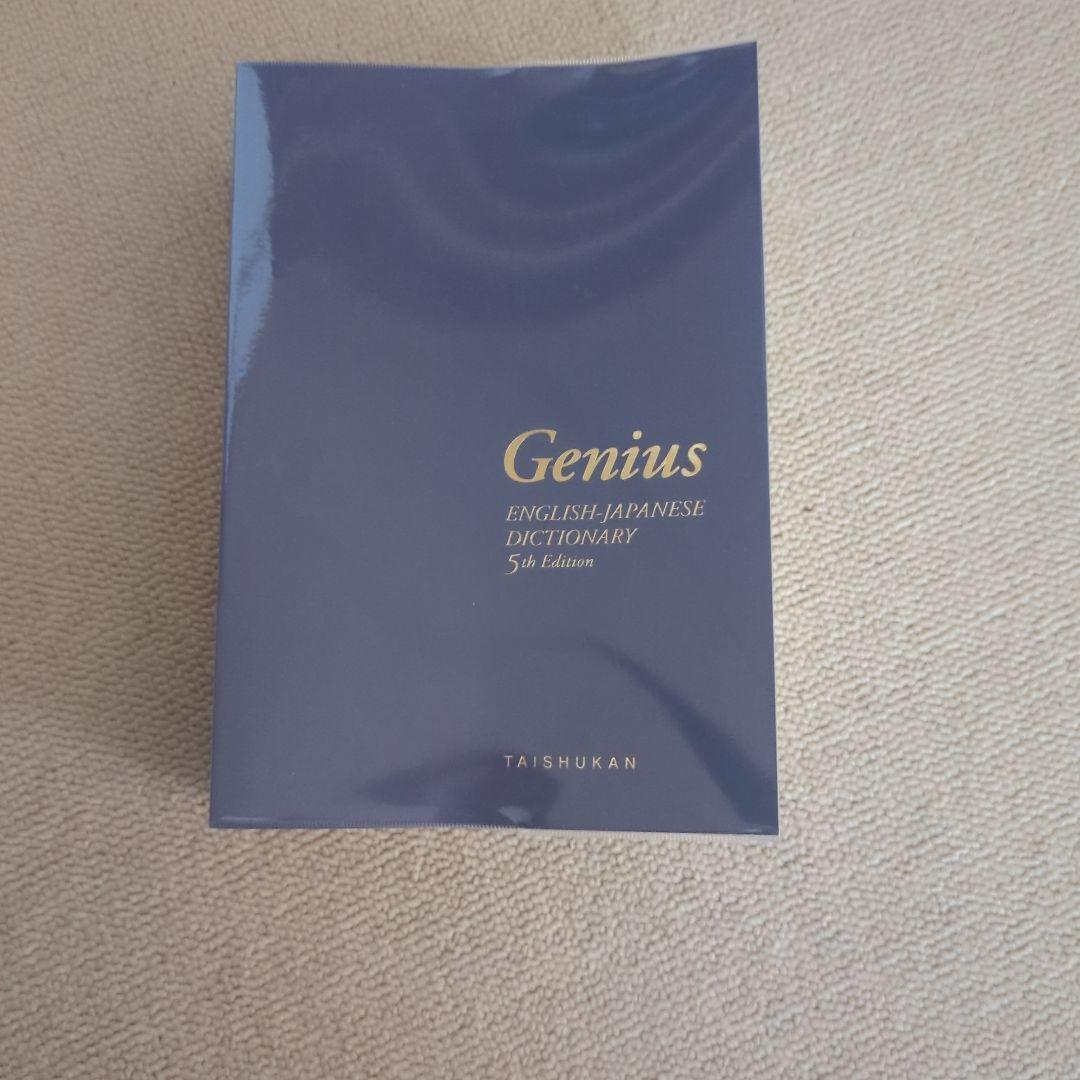 Genius
ENGLISH-JAPANESE
DICTIONARY
5th Edition
TAISHUKAN